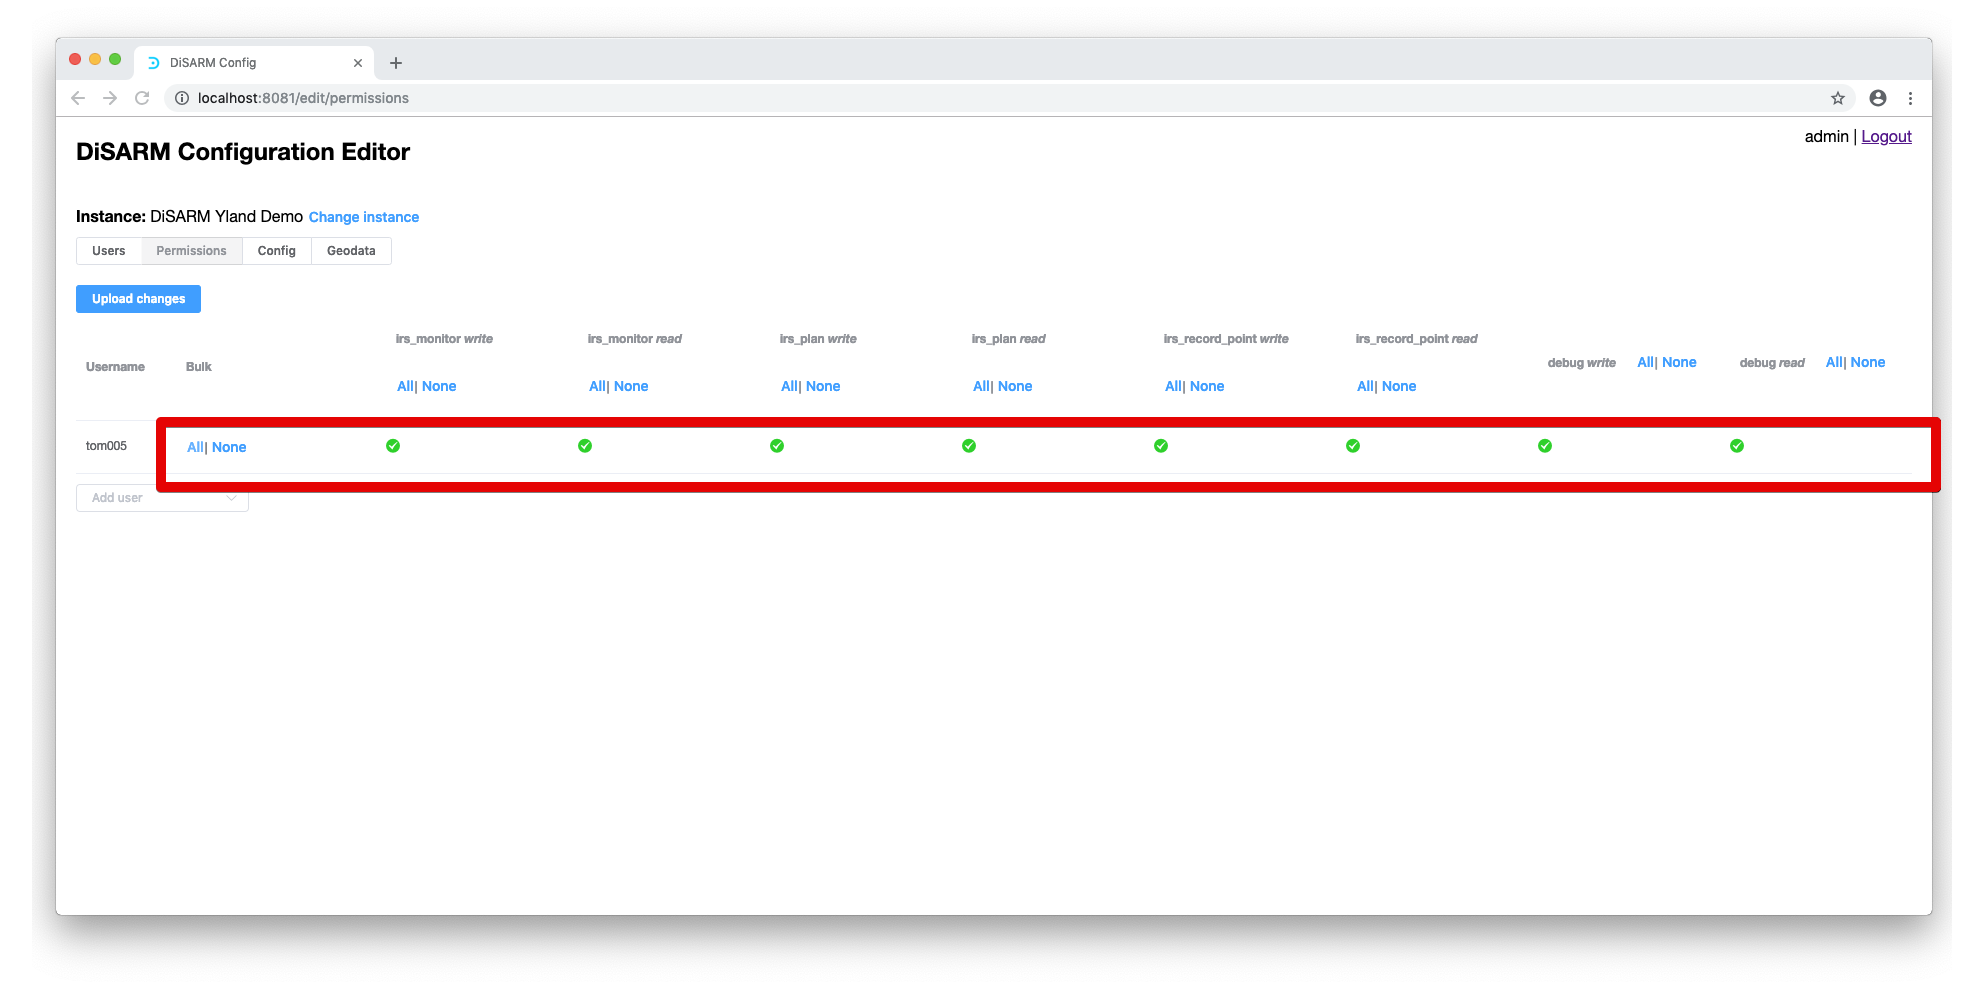 DiSARM Config
localhost:8081/edit/permissions
admin | Logout
DiSARM Configuration Editor
Instance: DiSARM Yland Demo Change instance
Users Permissions Config Geodata
Upload changes
Username Bulk irs_monitor write irs_monitor read irs_plan write irs_plan read irs_record_point write irs_record_point read debug write All| None debug read All| None
All| None All| None All| None All| None All| None All| None
tom005 All| None
Add user